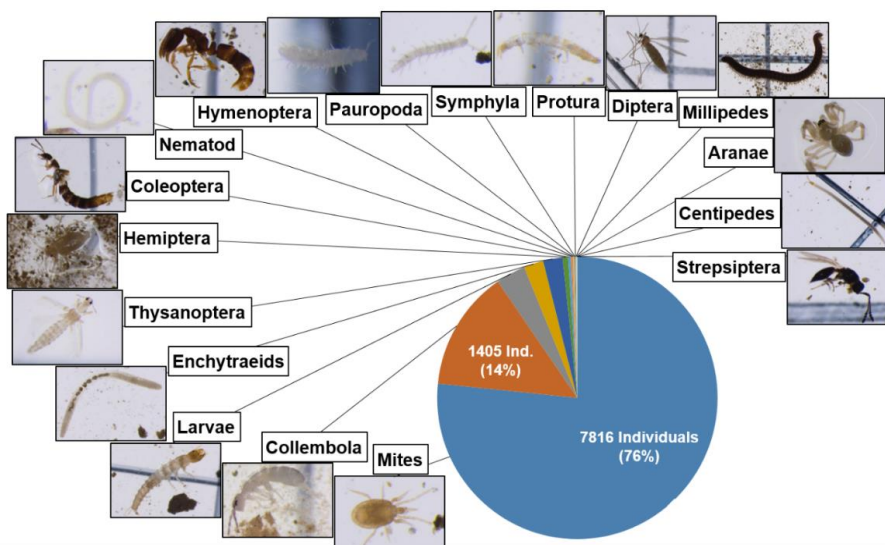 Hymenoptera
Pauropoda
Symphyla
Protura
Diptera
Millipedes
Nematod
Aranae
Coleoptera
Centipedes
Hemiptera
Strepsiptera
Thysanoptera
Enchytraeids
Larvae
Collembola
Mites
1405 Ind.
(14%)
7816 Individuals
(76%)